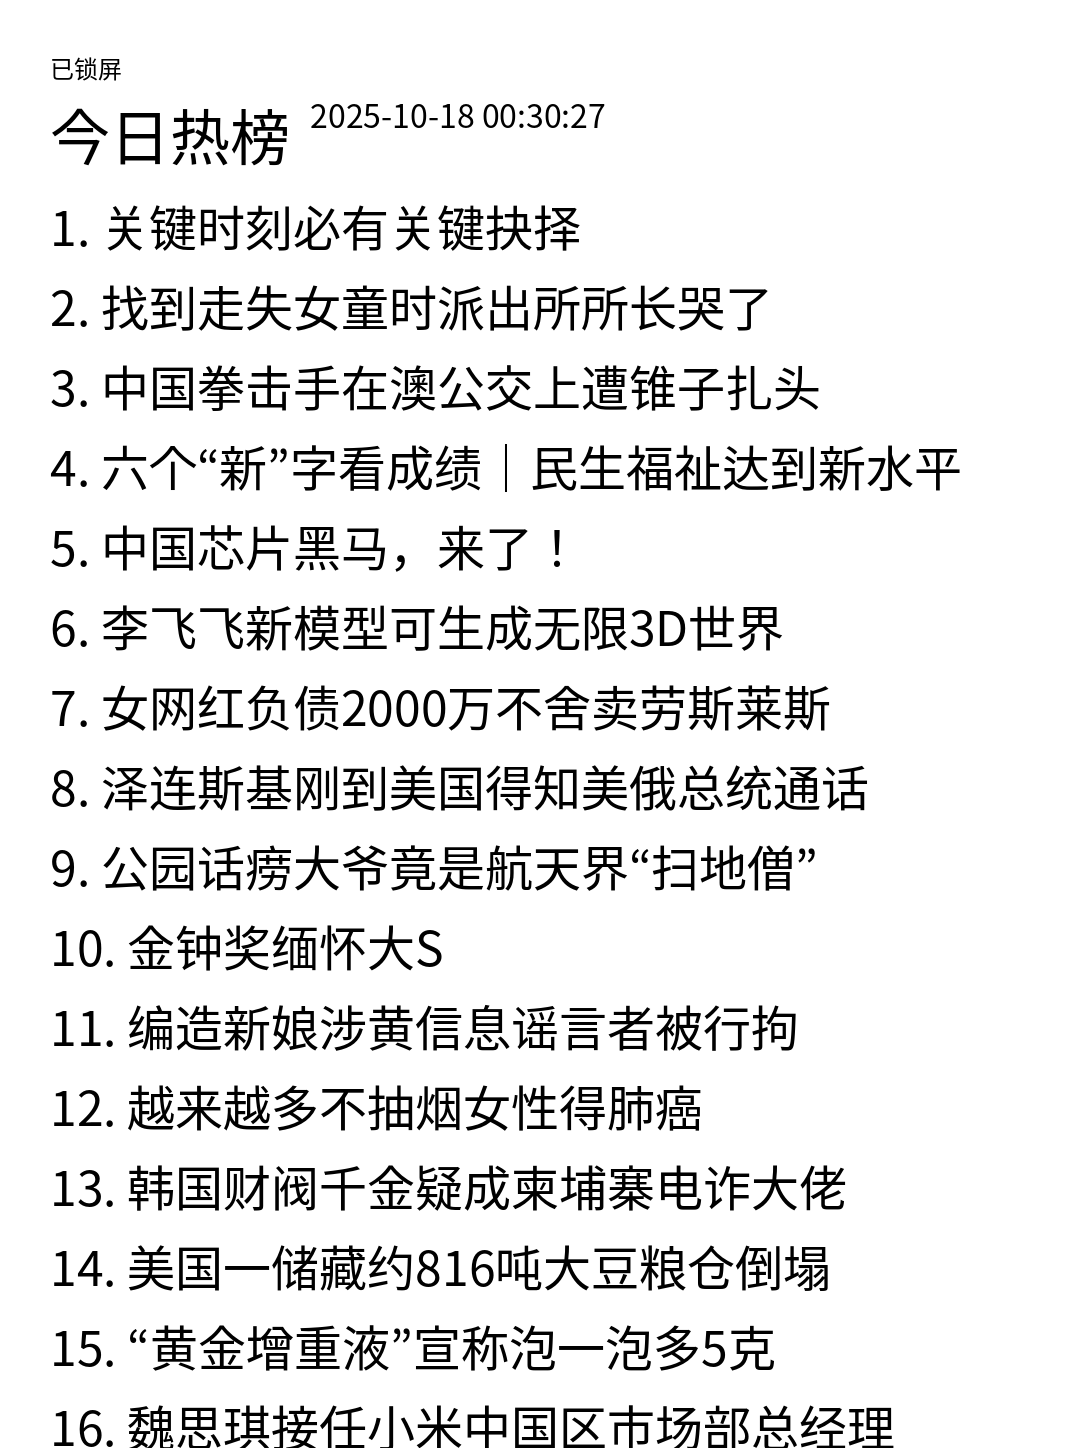 已锁屏
今日热榜 2025-10-18 00:30:27
1. 关键时刻必有关键抉择
2. 找到走失女童时派出所所长哭了
3. 中国拳击手在澳公交上遭锥子扎头
4. 六个“新”字看成绩｜民生福祉达到新水平
5. 中国芯片黑马，来了！
6. 李飞飞新模型可生成无限3D世界
7. 女网红负债2000万不舍卖劳斯莱斯
8. 泽连斯基刚到美国得知美俄总统通话
9. 公园话痨大爷竟是航天界“扫地僧”
10. 金钟奖缅怀大S
11. 编造新娘涉黄信息谣言者被行拘
12. 越来越多不抽烟女性得肺癌
13. 韩国财阀千金疑成柬埔寨电诈大佬
14. 美国一储藏约816吨大豆粮仓倒塌
15. “黄金增重液”宣称泡一泡多5克
16. 魏思琪接任小米中国区市场部总经理